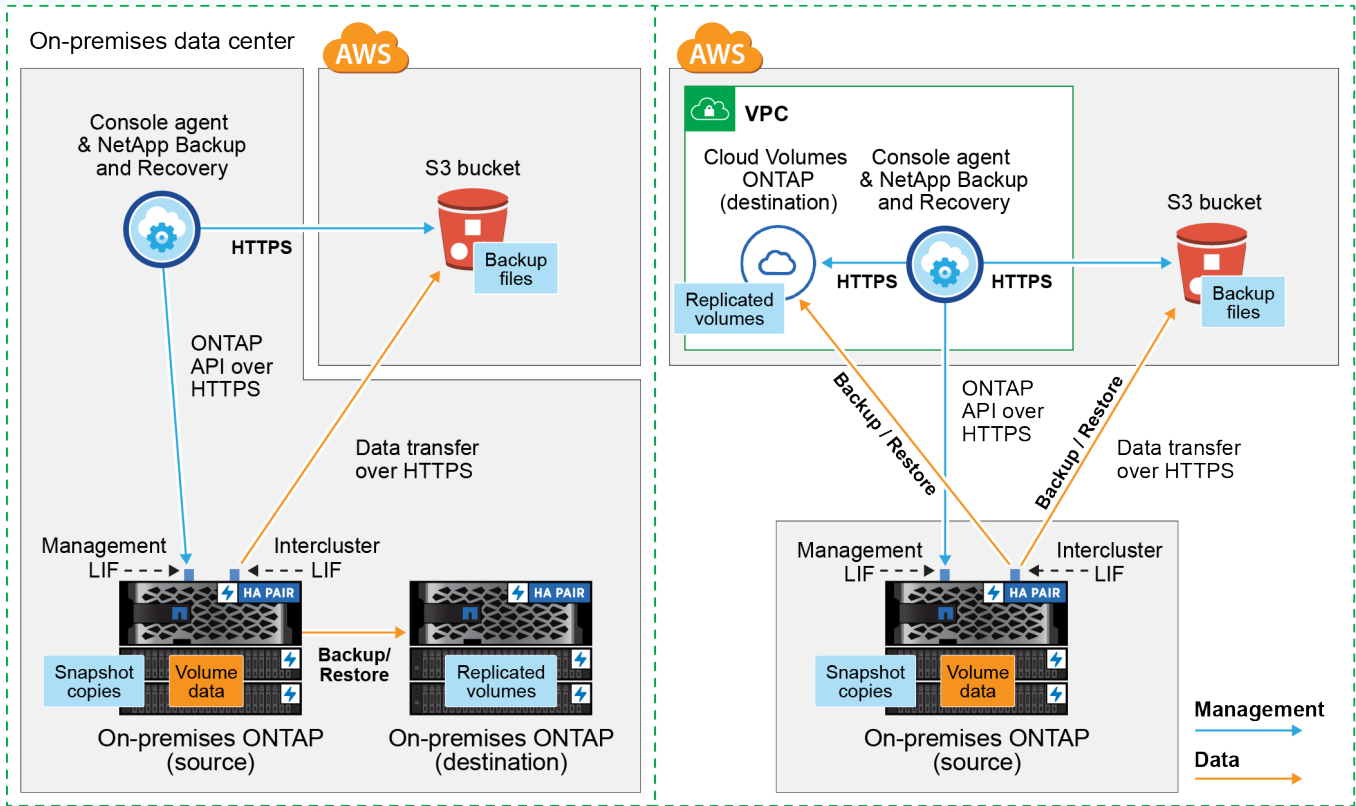 On-premises data center
AWS
Console agent
& NetApp Backup
and Recovery
S3 bucket
HTTPS
Backup
files
ONTAP
API over
HTTPS
Data transfer
over HTTPS
Management
LIF
Intercluster
LIF
HA PAIR
HA PAIR
Backup/
Restore
Snapshot
copies
Volume
data
Replicated
volumes
On-premises ONTAP
(source)
On-premises ONTAP
(destination)
AWS
VPC
Cloud Volumes
ONTAP
(destination)
Console agent
& NetApp Backup
and Recovery
S3 bucket
HTTPS
HTTPS
Replicated
volumes
Backup
files
Backup / Restore
ONTAP
API over
HTTPS
Backup / Restore
Data transfer
over HTTPS
Management
LIF
Intercluster
LIF
HA PAIR
Snapshot
copies
Volume
data
On-premises ONTAP
(source)
Management
Data